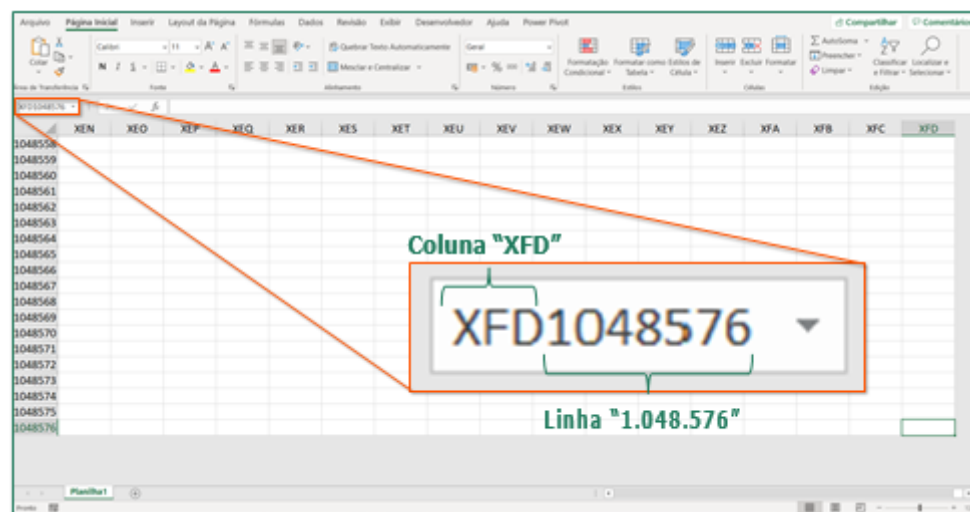 Arquivo Página Inicial Inserir Layout da Página Fórmulas Dados Revisão Exibir Desenvolvedor Ajuda Power Pivot Compartilhar Comentários
Colar Calibri 11 A A Quebrar Texto Automaticamente Geral AutoSoma
N I S A Mesclar e Centralizar % Formatação Formatar como Estilos de Inserir Excluir Formatar Preencher Classificar Localizar e
Condicional Tabela Célula Limpar e Filtrar Selecionar
Área de Transferência Fonte Alinhamento Número Estilos Células Edição
XFD1048576 fx
XEN XEO XEP XEQ XER XES XET XEU XEV XEW XEX XEY XEZ XFA XFB XFC XFD
1048558
1048559
1048560
1048561
1048562
1048563
1048564
1048565
1048566
1048567
1048568
1048569
1048570
1048571
1048572
1048573
1048574
1048575
1048576
Coluna "XFD"
XFD1048576
Linha "1.048.576"
Planilha1
Pronto